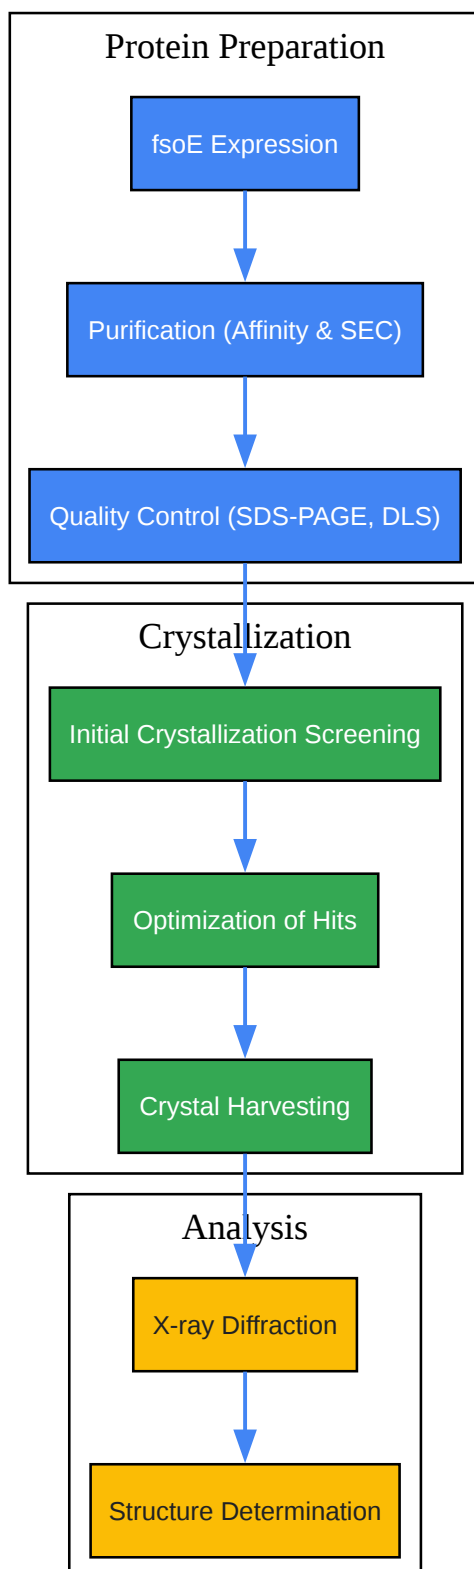 Protein Preparation
fsoE Expression
Purification (Affinity & SEC)
Quality Control (SDS-PAGE, DLS)
Crystallization
Initial Crystallization Screening
Optimization of Hits
Crystal Harvesting
Analysis
X-ray Diffraction
Structure Determination